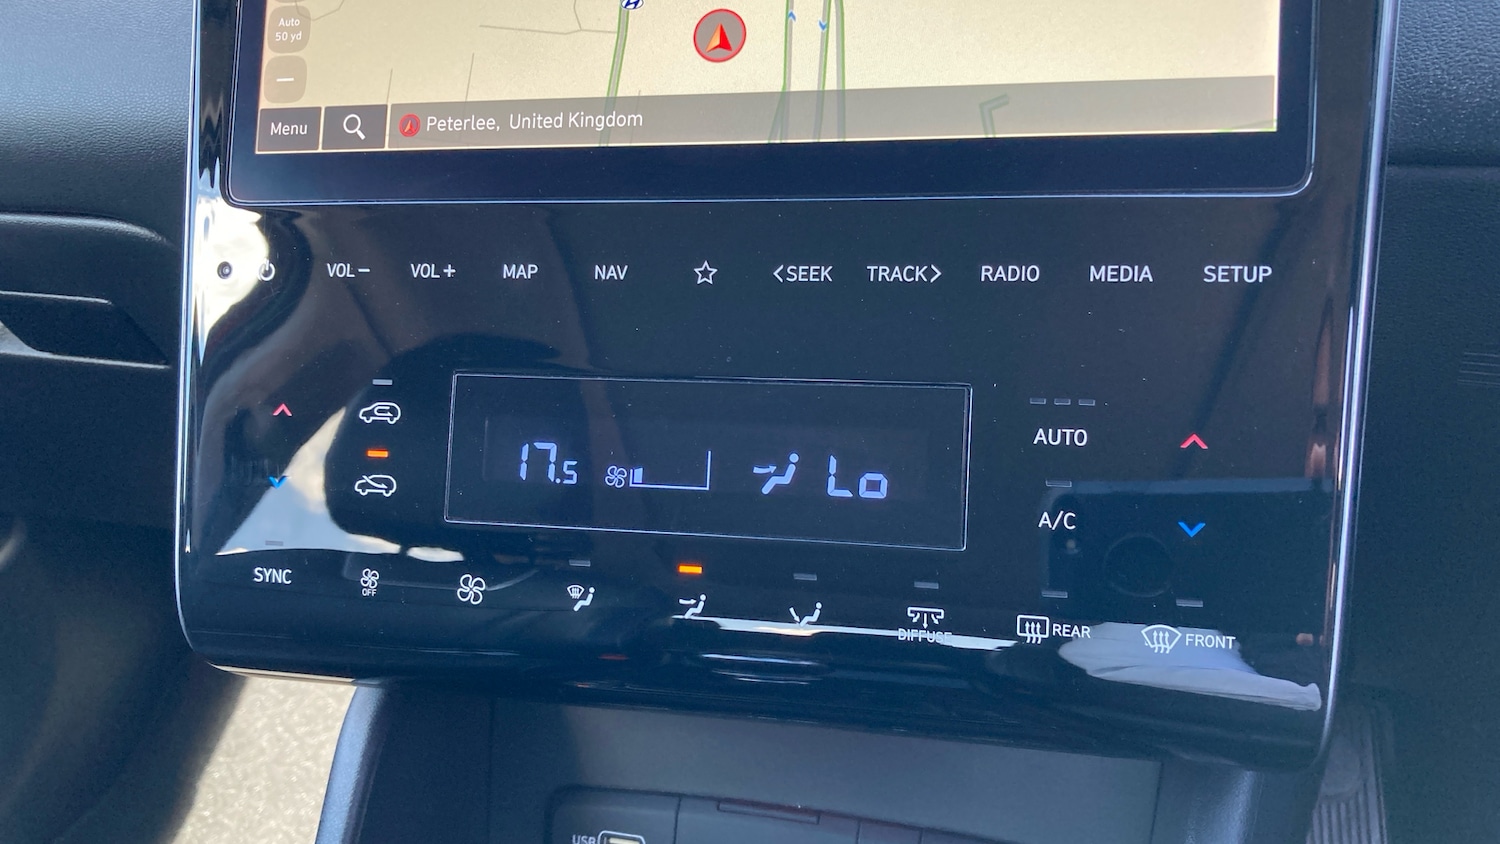 Auto
50 yd
Menu
Peterlee, United Kingdom
VOL− VOL+ MAP NAV <SEEK TRACK> RADIO MEDIA SETUP
17.5 Lo
AUTO
A/C
SYNC
OFF
DIFFUSE
REAR
FRONT
USB